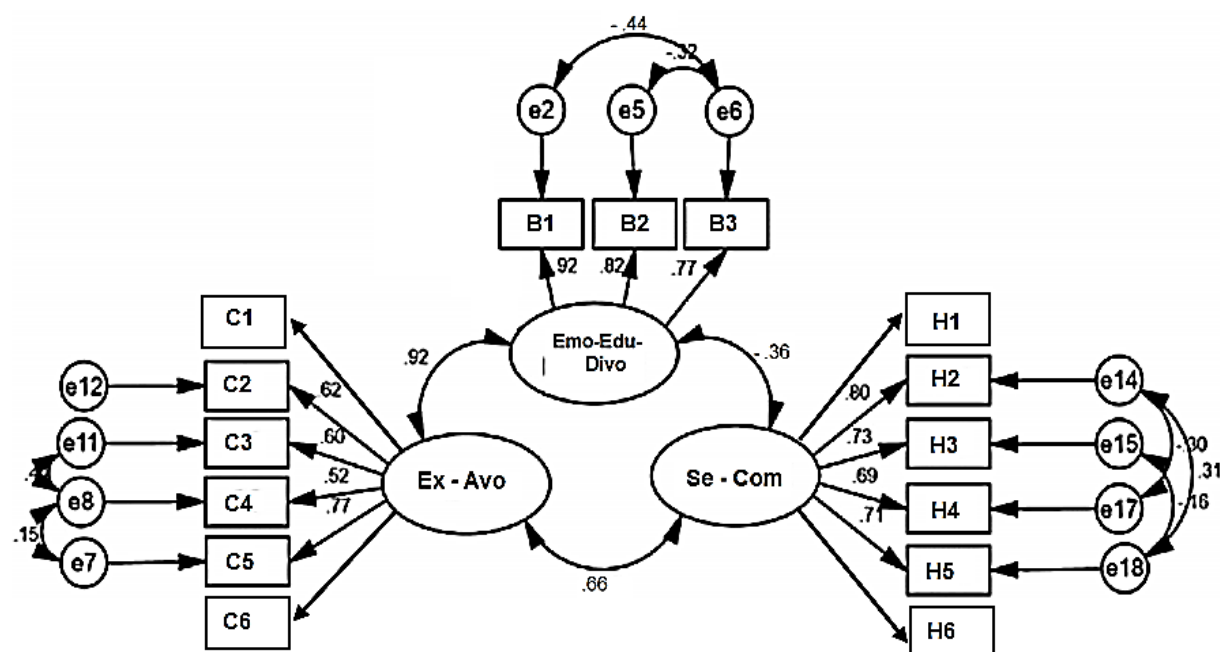 -.44
-.32
e2 e5 e6
B1 B2 B3
.92 .82 .77
Emo-Edu-
Divo
.92
-.36
C1
C2
C3
C4
C5
C6
e12
e11
e8
e7
.15
.62
.60
.52
.77
Ex - Avo
Se - Com
.66
.80
.73
.69
.71
H1
H2
H3
H4
H5
H6
e14
e15
e17
e18
.31
-.16